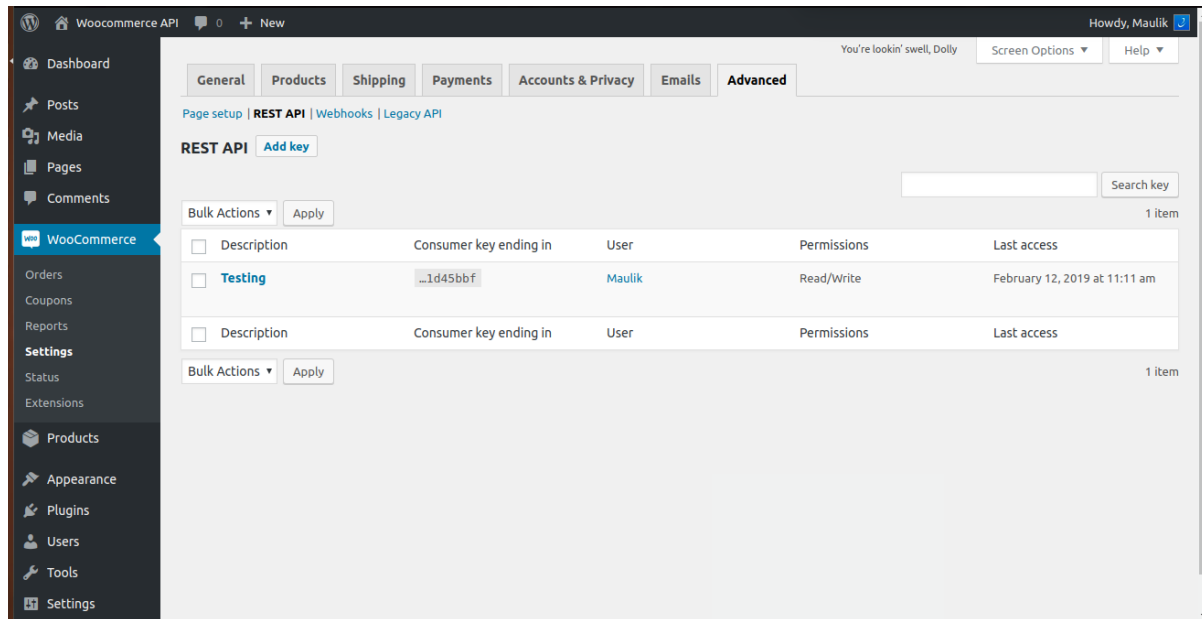 Woocommerce API 0 + New Howdy, Maulik
You're lookin' swell, Dolly Screen Options ▼ Help ▼
Dashboard
Posts
Media
Pages
Comments
WOO WooCommerce
Orders
Coupons
Reports
Settings
Status
Extensions
Products
Appearance
Plugins
Users
Tools
Settings
General Products Shipping Payments Accounts & Privacy Emails Advanced
Page setup | REST API | Webhooks | Legacy API
REST API Add key
Search key
Bulk Actions ▼ Apply 1 item
Description Consumer key ending in User Permissions Last access
Testing …1d45bbf Maulik Read/Write February 12, 2019 at 11:11 am
Description Consumer key ending in User Permissions Last access
Bulk Actions ▼ Apply 1 item